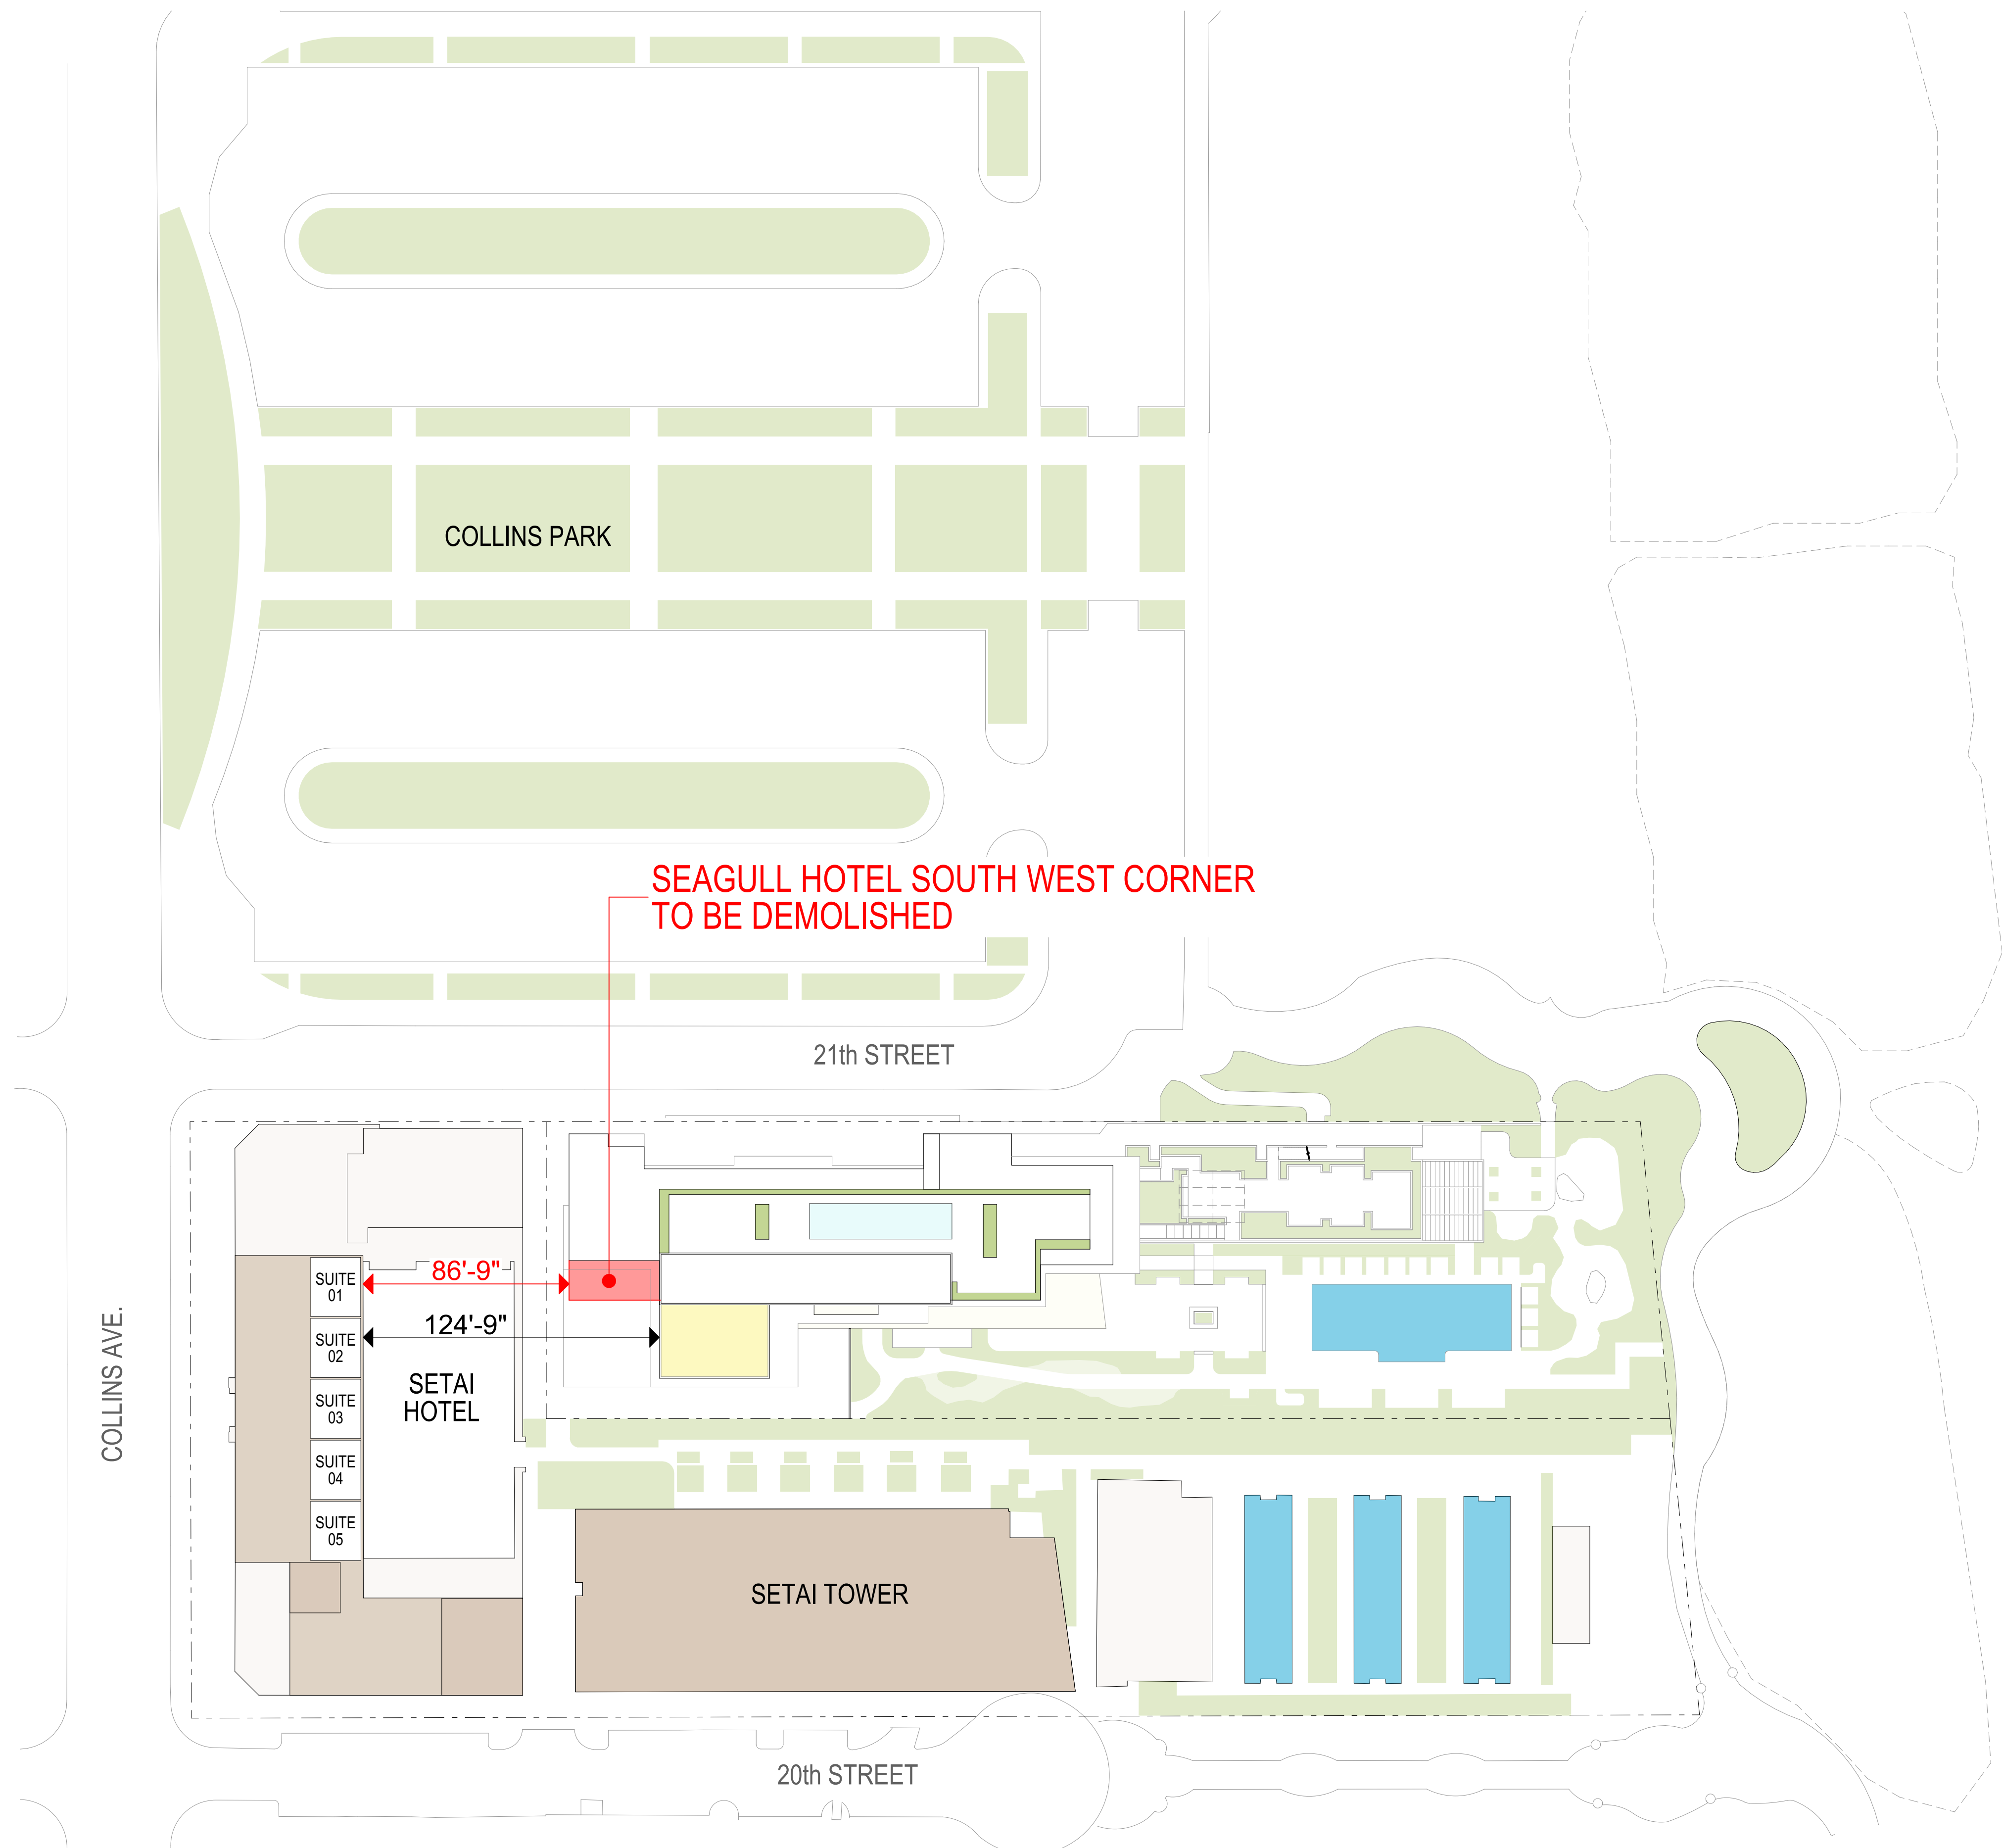 COLLINS PARK
SEAGULL HOTEL SOUTH WEST CORNER
TO BE DEMOLISHED
21th STREET
SUITE
01
86'-9"
SUITE
02
124'-9"
SETAI
HOTEL
SUITE
03
SUITE
04
SUITE
05
COLLINS AVE.
SETAI TOWER
20th STREET